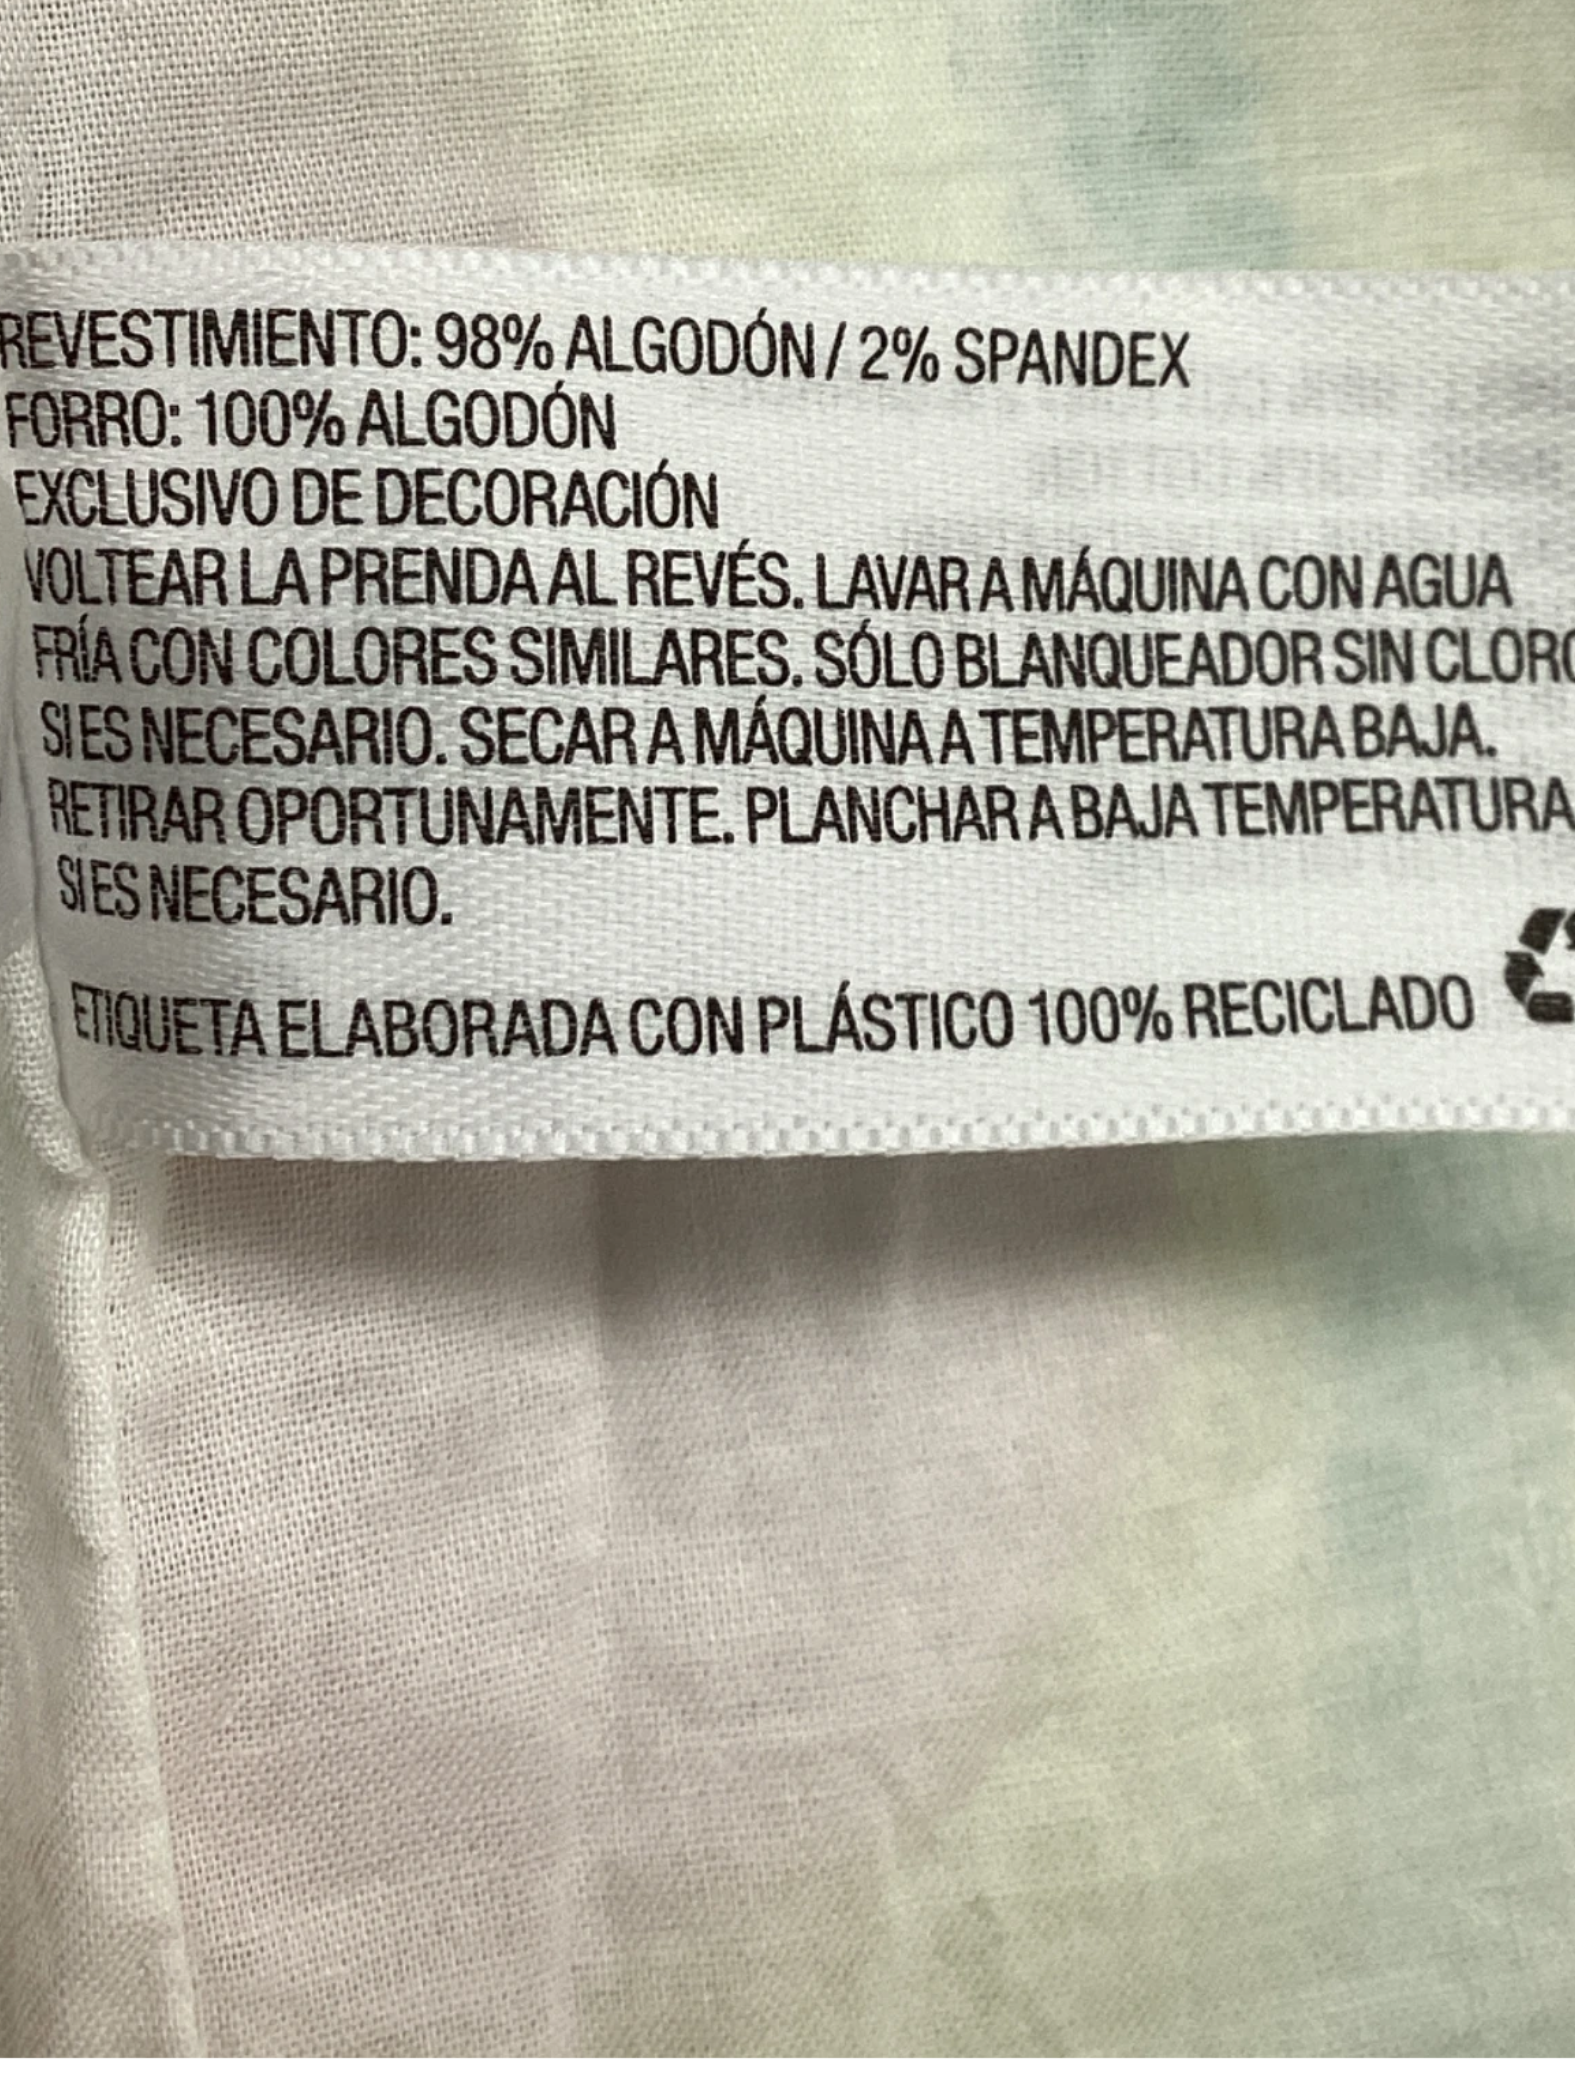 REVESTIMIENTO: 98% ALGODÓN / 2% SPANDEX
FORRO: 100% ALGODÓN
EXCLUSIVO DE DECORACIÓN
VOLTEAR LA PRENDA AL REVÉS. LAVAR A MÁQUINA CON AGUA
FRÍA CON COLORES SIMILARES. SÓLO BLANQUEADOR SIN CLORO
SI ES NECESARIO. SECAR A MÁQUINA A TEMPERATURA BAJA.
RETIRAR OPORTUNAMENTE. PLANCHAR A BAJA TEMPERATURA
SI ES NECESARIO.
ETIQUETA ELABORADA CON PLÁSTICO 100% RECICLADO